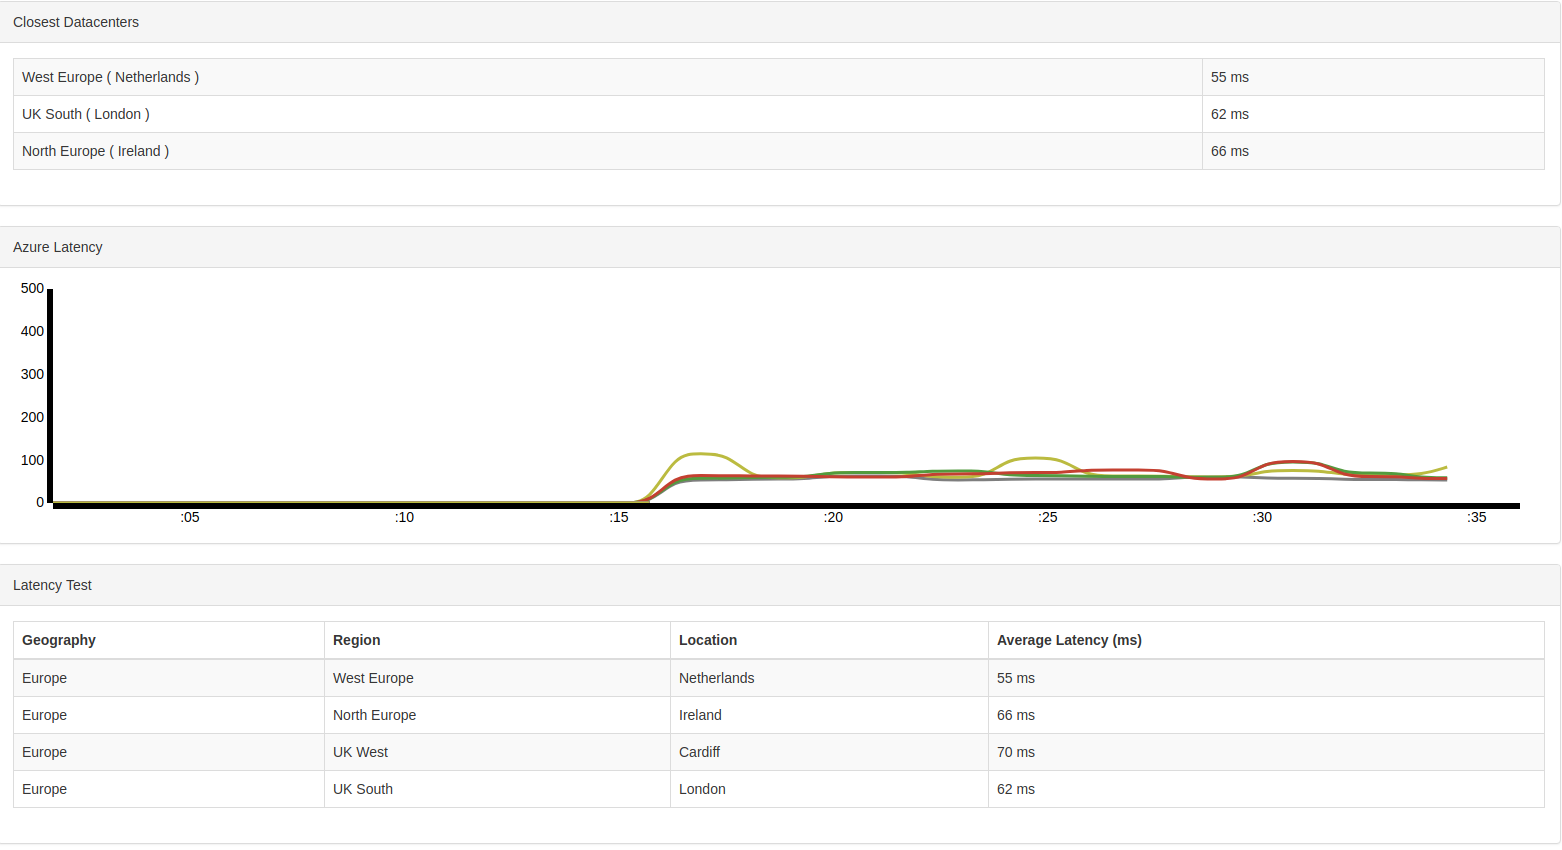 Closest Datacenters
West Europe ( Netherlands ) 55 ms
UK South ( London ) 62 ms
North Europe ( Ireland ) 66 ms
Azure Latency
500
400
300
200
100
0
:05 :10 :15 :20 :25 :30 :35
Latency Test
Geography Region Location Average Latency (ms)
Europe West Europe Netherlands 55 ms
Europe North Europe Ireland 66 ms
Europe UK West Cardiff 70 ms
Europe UK South London 62 ms